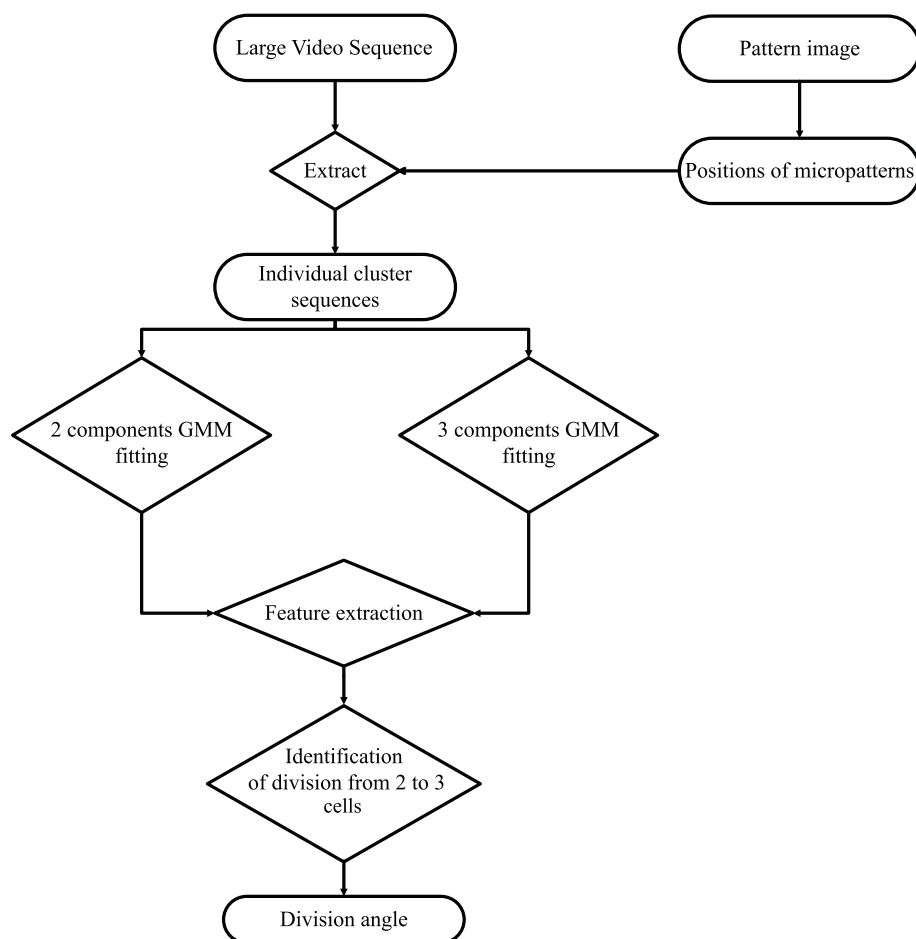 Large Video Sequence
Pattern image
Extract
Positions of micropatterns
Individual cluster
sequences
2 components GMM
fitting
3 components GMM
fitting
Feature extraction
Identification
of division from 2 to 3
cells
Division angle